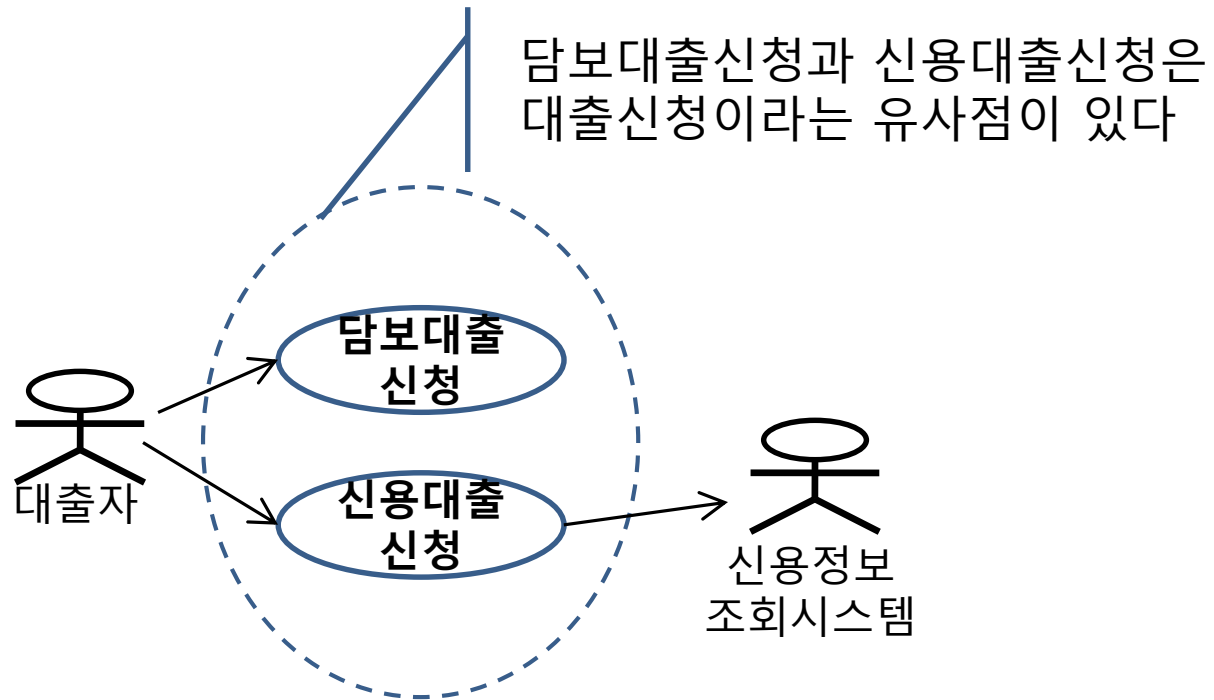 담보대출신청과 신용대출신청은
대출신청이라는 유사점이 있다
담보대출
신청
대출자
신용대출
신청
신용정보
조회시스템